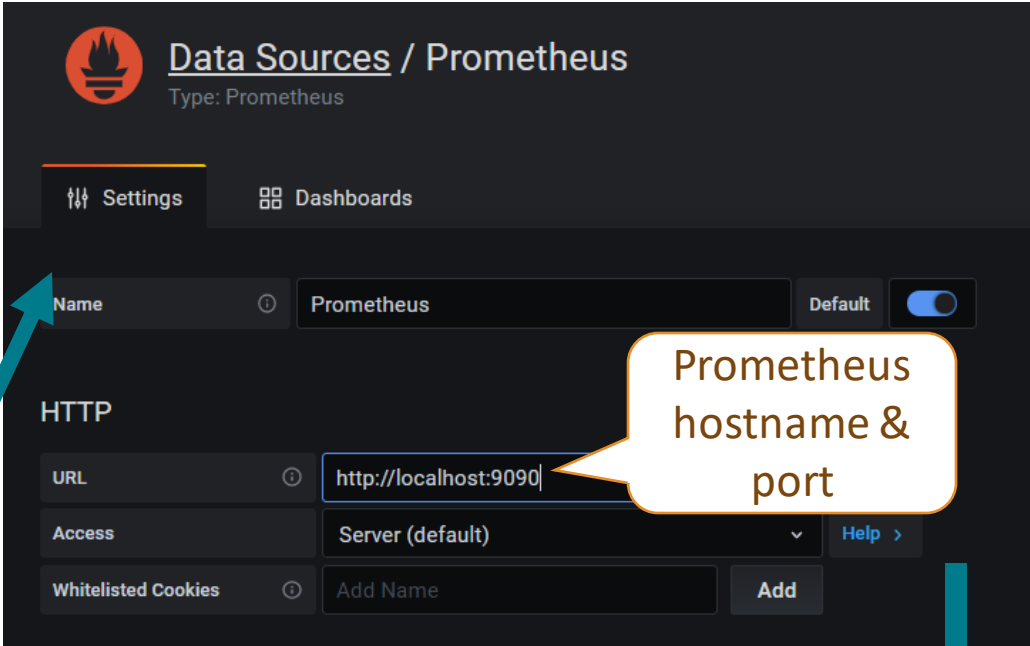 Data Sources / Prometheus
Type: Prometheus
Settings
Dashboards
Name
Prometheus
Default
Prometheus
hostname &
port
HTTP
URL
http://localhost:9090
Access
Server (default)
Help >
Whitelisted Cookies
Add Name
Add